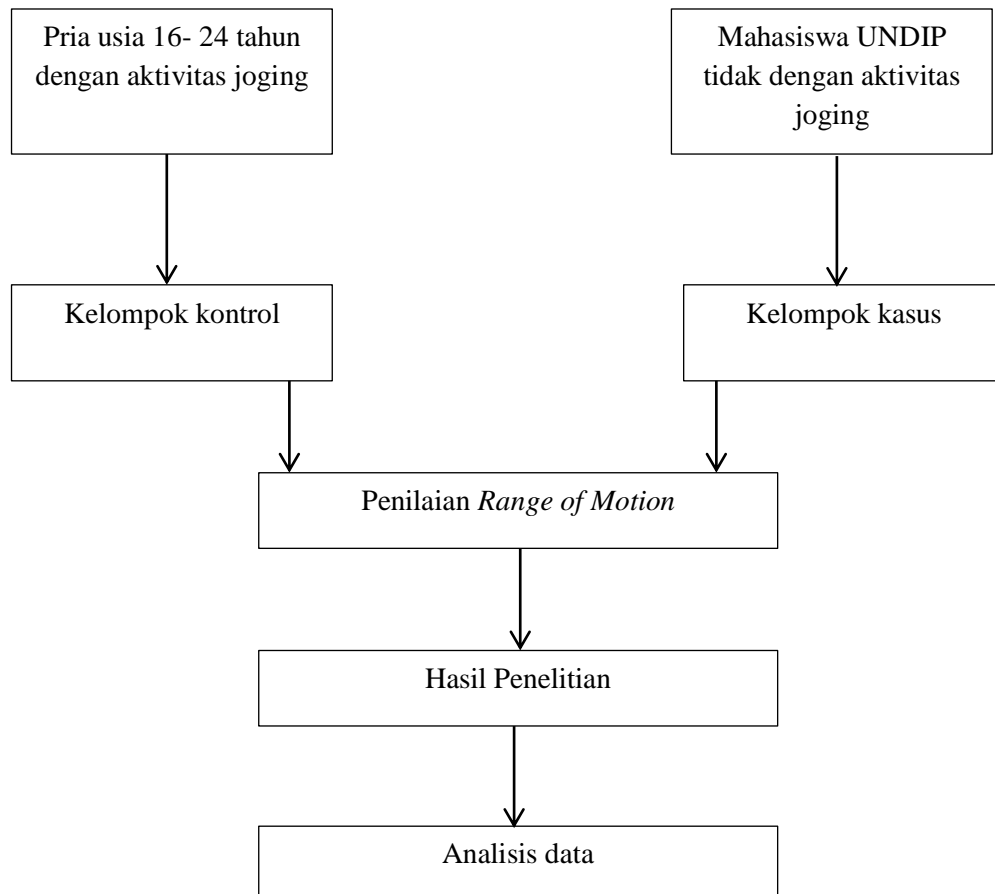 Pria usia 16- 24 tahun
dengan aktivitas joging
Mahasiswa UNDIP
tidak dengan aktivitas
joging
Kelompok kontrol
Kelompok kasus
Penilaian Range of Motion
Hasil Penelitian
Analisis data